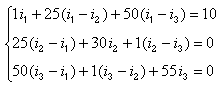 1i₁ + 25(i₁ − i₂) + 50(i₁ − i₃) = 10
25(i₂ − i₁) + 30i₂ + 1(i₂ − i₃) = 0
50(i₃ − i₁) + 1(i₃ − i₂) + 55i₃ = 0